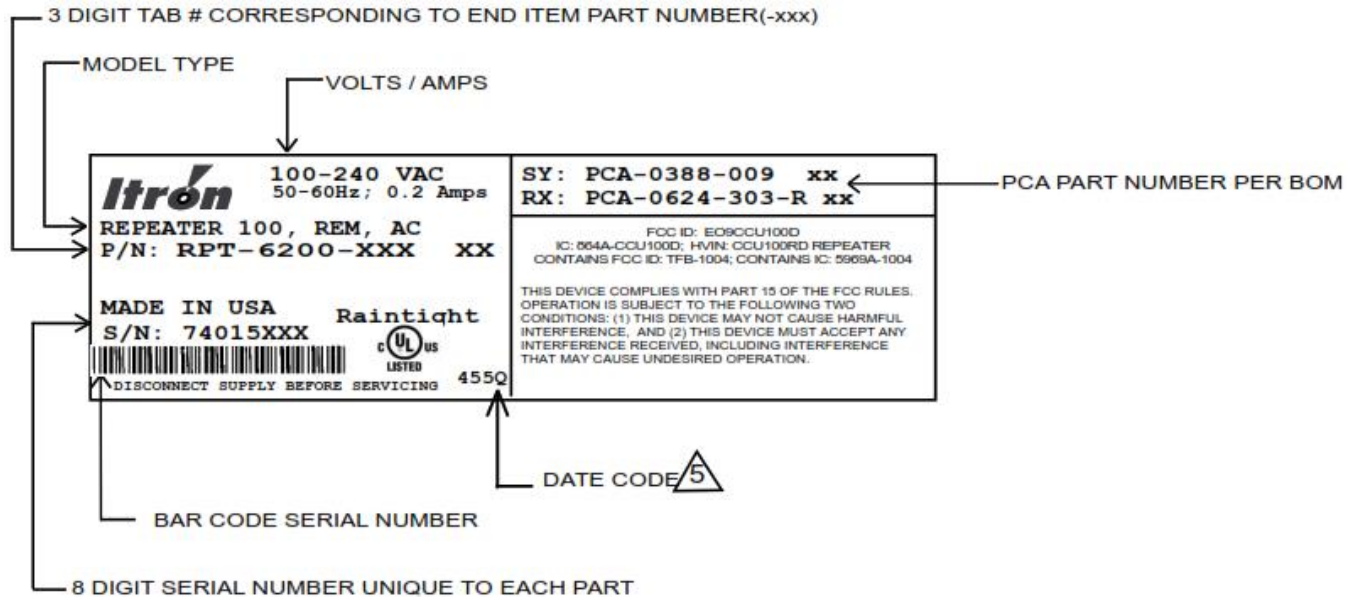 3 DIGIT TAB # CORRESPONDING TO END ITEM PART NUMBER(-xxx)
MODEL TYPE
VOLTS / AMPS
Itron
100-240 VAC
50-60Hz; 0.2 Amps
REPEATER 100, REM, AC
P/N: RPT-6200-XXX XX
MADE IN USA
Raintight
S/N: 74015XXX
C UL US
LISTED
DISCONNECT SUPPLY BEFORE SERVICING
455Q
SY: PCA-0388-009 xx
RX: PCA-0624-303-R xx
PCA PART NUMBER PER BOM
FCC ID: EO9CCU100D
IC: 864A-CCU100D; HVIN: CCU100RD REPEATER
CONTAINS FCC ID: TFB-1004; CONTAINS IC: 5969A-1004
THIS DEVICE COMPLIES WITH PART 15 OF THE FCC RULES.
OPERATION IS SUBJECT TO THE FOLLOWING TWO
CONDITIONS: (1) THIS DEVICE MAY NOT CAUSE HARMFUL
INTERFERENCE, AND (2) THIS DEVICE MUST ACCEPT ANY
INTERFERENCE RECEIVED, INCLUDING INTERFERENCE
THAT MAY CAUSE UNDESIRED OPERATION.
DATE CODE 5
BAR CODE SERIAL NUMBER
8 DIGIT SERIAL NUMBER UNIQUE TO EACH PART